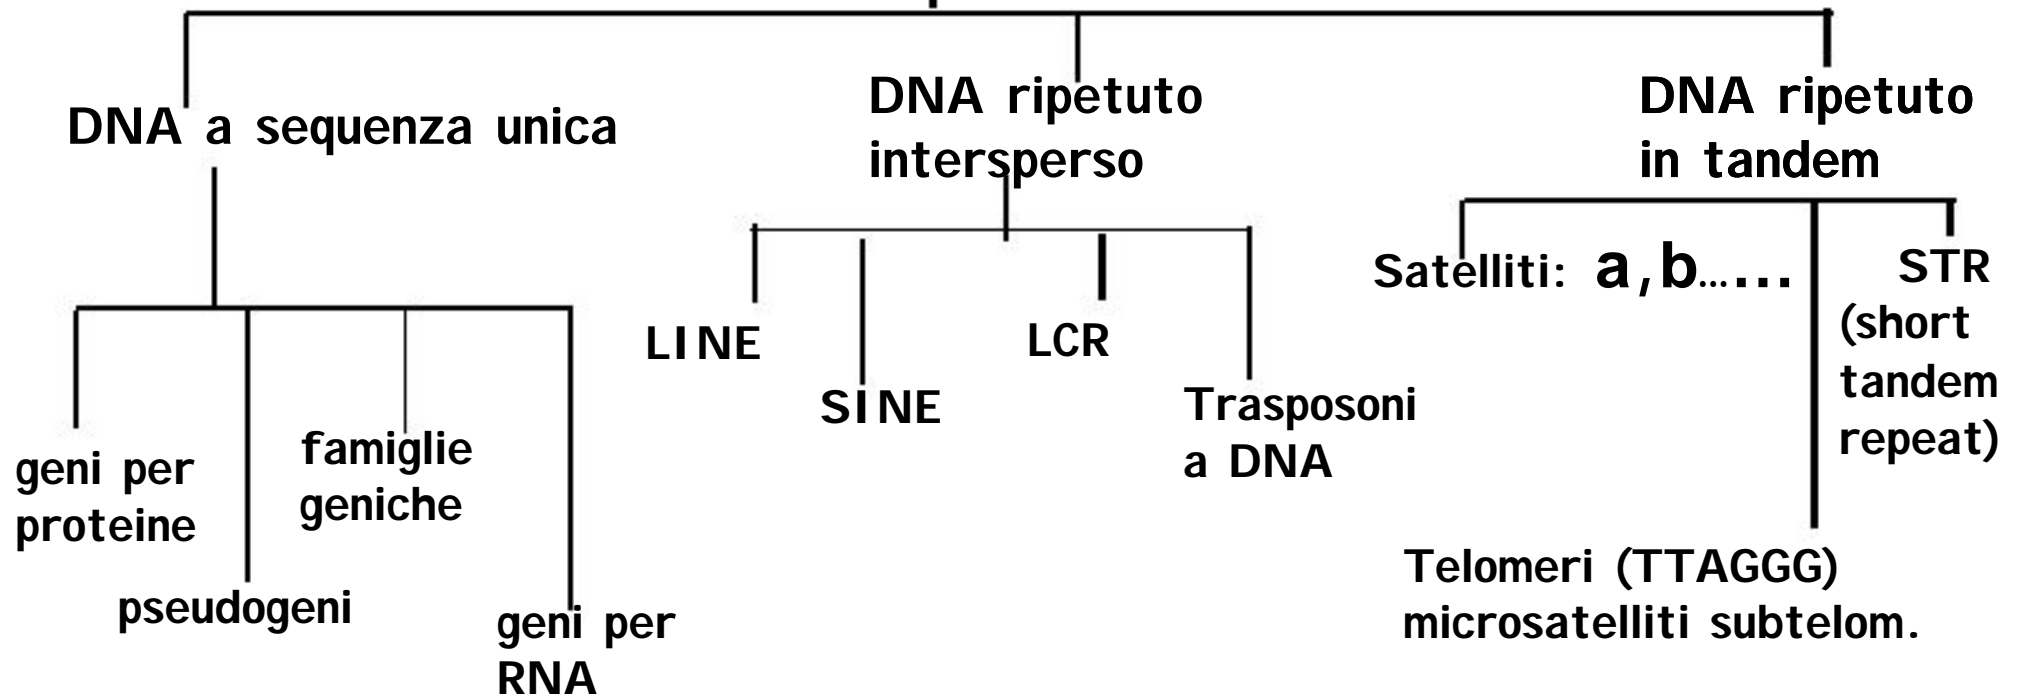 DNA a sequenza unica
geni per
proteine
pseudogeni
famiglie
geniche
geni per
RNA
DNA ripetuto
intersperso
LINE
SINE
LCR
Trasposoni
a DNA
DNA ripetuto
in tandem
Satelliti: a,b......
Telomeri (TTAGGG)
microsatelliti subtelom.
STR
(short
tandem
repeat)